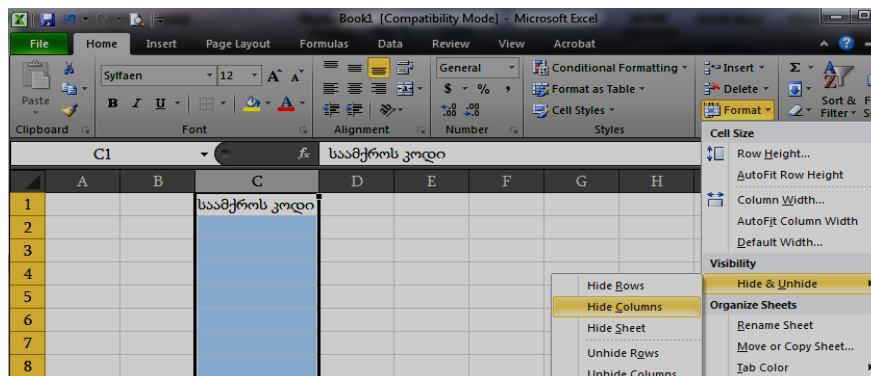 Book1 [Compatibility Mode] - Microsoft Excel
File Home Insert Page Layout Formulas Data Review View Acrobat
Paste
Clipboard
Sylfaen 12 A A
B I U A
Font
Alignment
General
$ % ,
Number
Conditional Formatting
Format as Table
Cell Styles
Styles
Insert
Delete
Format
Σ
Sort &
Filter
C1 fx საამქროს კოდი
A B C D E F G H
1 საამქროს კოდი
2
3
4
5
6
7
8
Cell Size
Row Height...
AutoFit Row Height
Column Width...
AutoFit Column Width
Default Width...
Visibility
Hide & Unhide
Organize Sheets
Rename Sheet
Move or Copy Sheet...
Tab Color
Hide Rows
Hide Columns
Hide Sheet
Unhide Rows
Unhide Columns